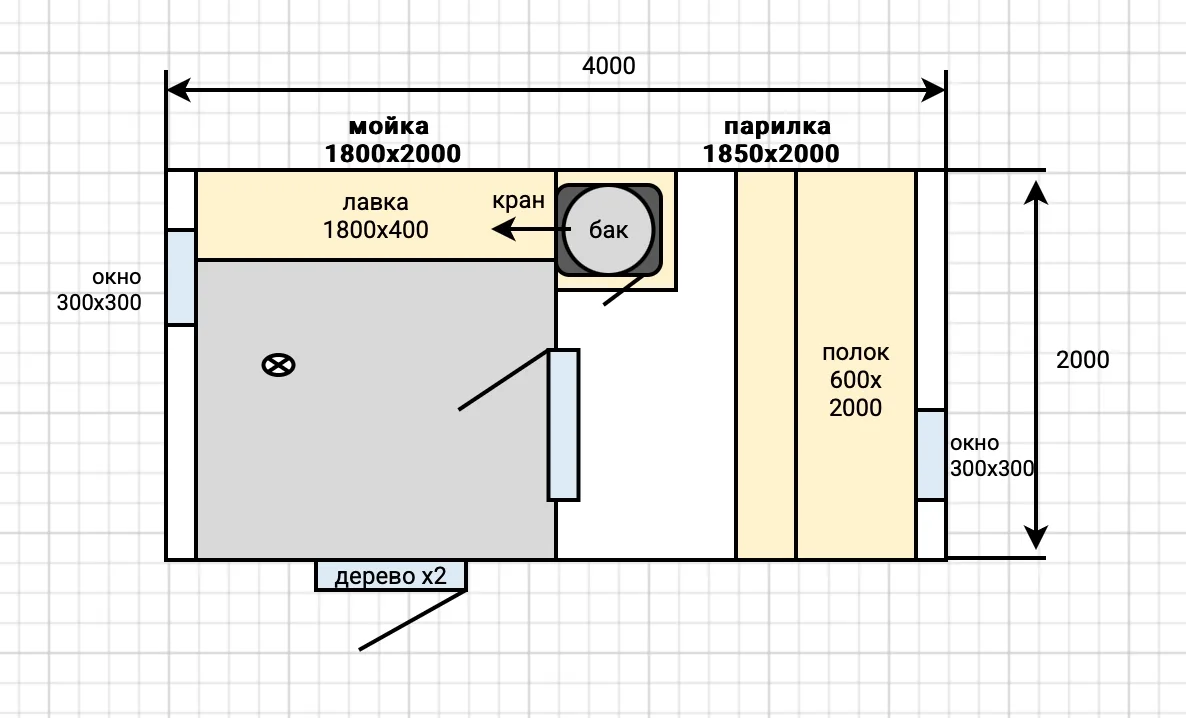 4000
мойка
1800x2000
парилка
1850x2000
лавка
1800x400
кран
бак
окно
300x300
полок
600x
2000
2000
окно
300x300
дерево x2